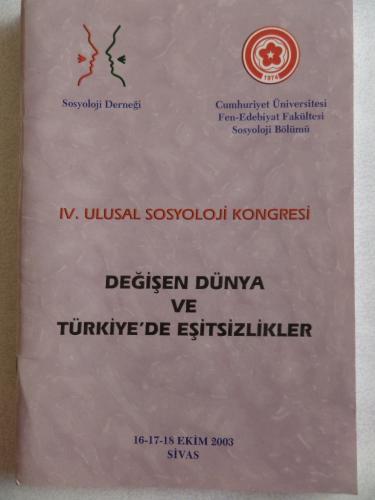 1974
Sosyoloji Derneği
Cumhuriyet Üniversitesi
Fen-Edebiyat Fakültesi
Sosyoloji Bölümü
IV. ULUSAL SOSYOLOJİ KONGRESİ
DEĞİŞEN DÜNYA
VE
TÜRKİYE'DE EŞİTSİZLİKLER
16-17-18 EKİM 2003
SİVAS